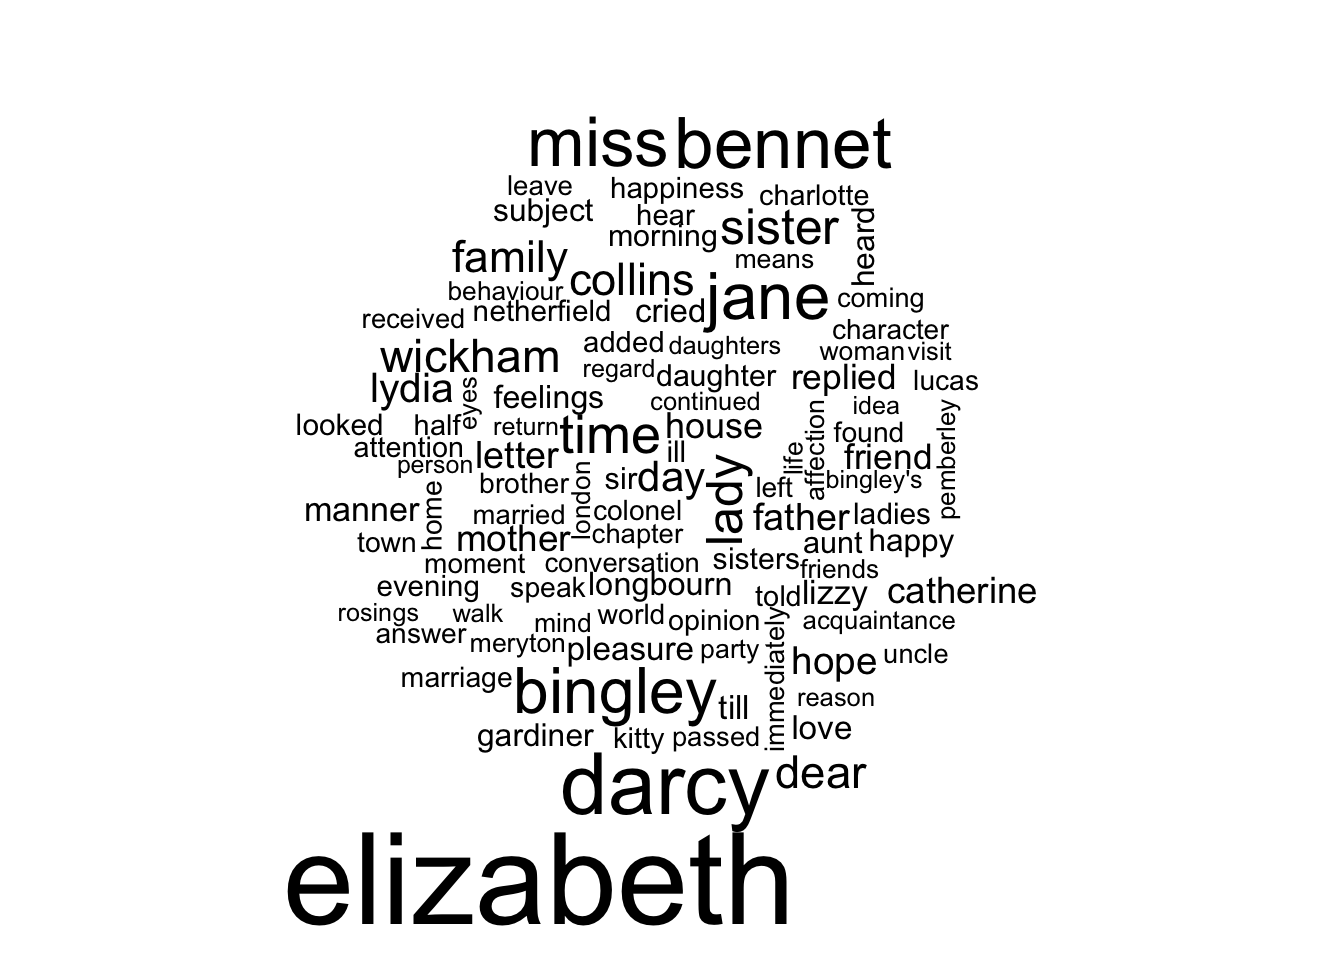 miss bennet
leave happiness charlotte
subject hear sister heard
morning
family means
collins jane
behaviour coming
received netherfield cried
character
wickham added daughters woman visit
regard daughter replied lucas
lydia eyes feelings continued idea
looked half return time house affection found pemberley
attention letter ill life friend
person brother london sir day lady left bingley's
manner home married colonel father ladies
town mother chapter aunt happy
moment conversation sisters friends
evening speak longbourn told lizzy catherine
rosings walk mind world opinion immediately acquaintance
answer meryton pleasure party hope uncle
marriage bingley till reason
gardiner kitty passed love
darcy dear
elizabeth